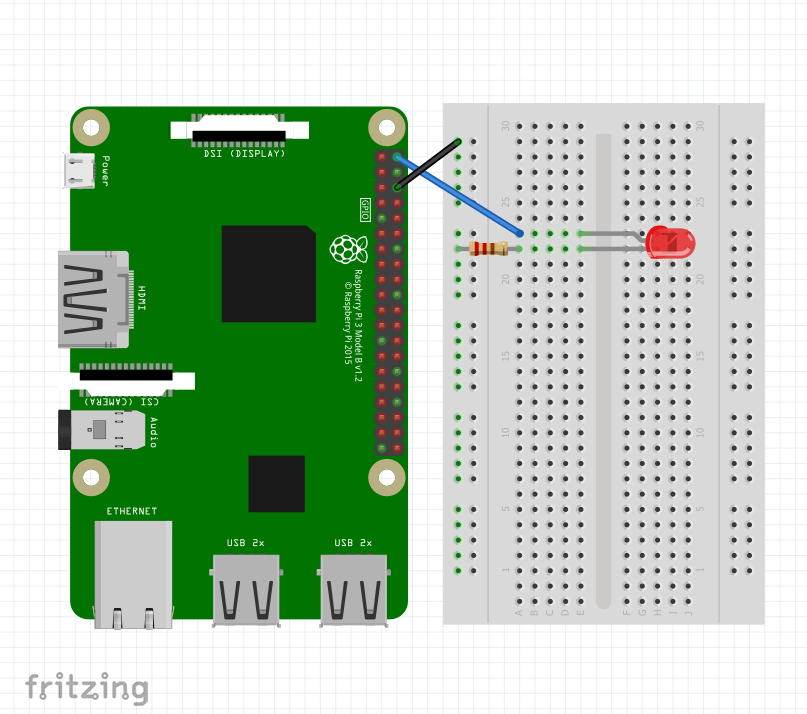 DSI (DISPLAY)
Power
GPIO
HDMI
Raspberry Pi 3 Model B v1.2
© Raspberry Pi 2015
CSI (CAMERA)
Audio
ETHERNET
USB 2x
USB 2x
30
30
25
25
20
20
15
15
10
10
5
5
1
1
A
B
C
D
E
F
G
H
I
J
fritzing